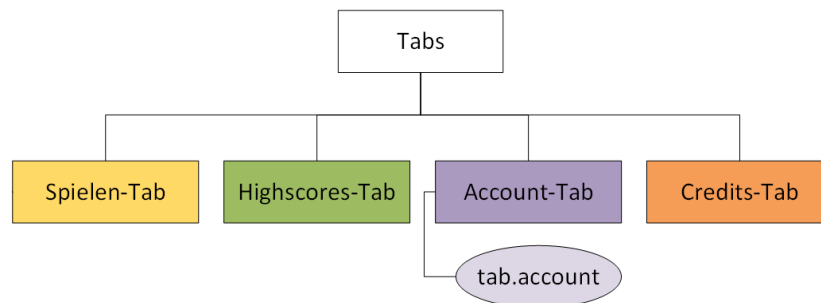 Tabs
Spielen-Tab
Highscores-Tab
Account-Tab
Credits-Tab
tab.account